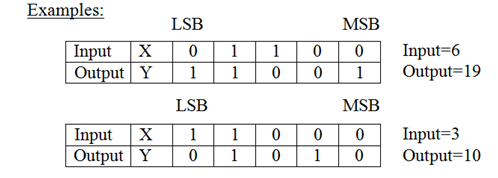 Examples:
LSB MSB
Input X 0 1 1 0 0 Input=6
Output Y 1 1 0 0 1 Output=19
LSB MSB
Input X 1 1 0 0 0 Input=3
Output Y 0 1 0 1 0 Output=10